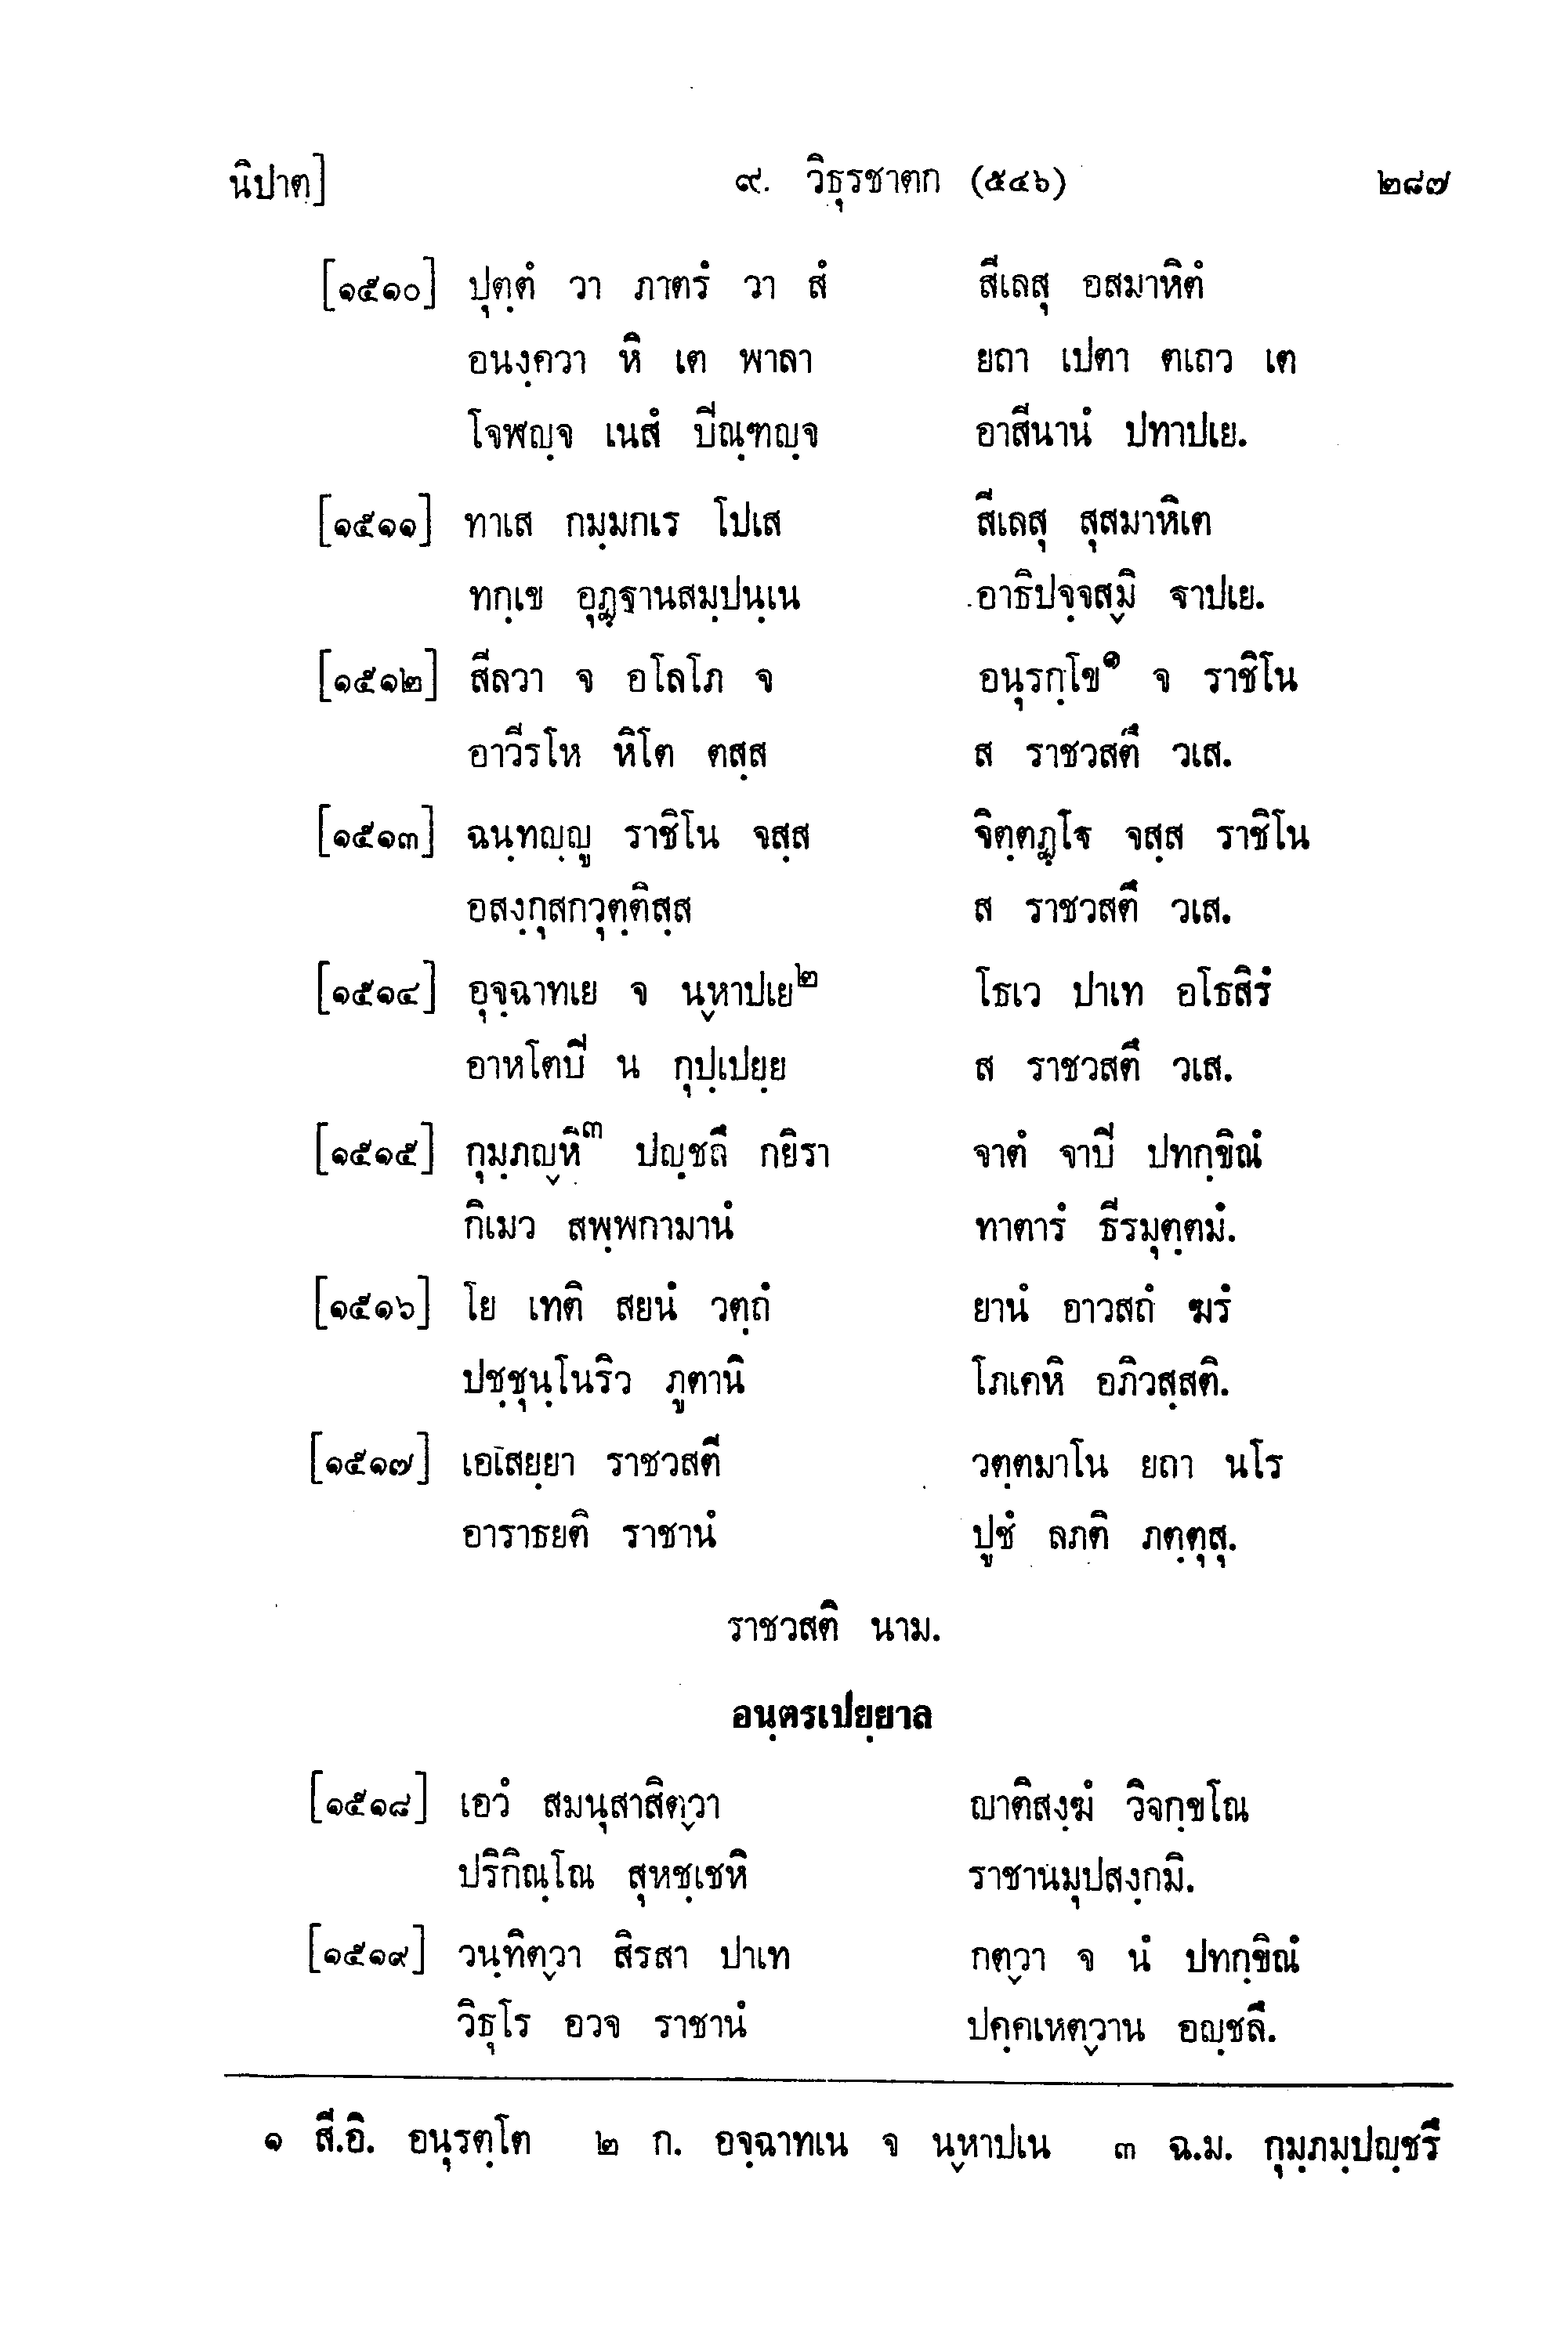 นิปาต] ๙. วิธุรชาตก (๕๔๖) ๒๘๗
[๑๕๑๐] ปุตฺตํ วา ภาตรํ วา สํ สีเลสุ อสมาหิตํ
อนงฺควา หิ เต พาลา ยถา เปตา ตเถว เต
โจฬญฺจ เนสํ ปิณฺฑญฺจ อาสีนานํ ปทาปเย.
[๑๕๑๑] ทาเส กมฺมกเร โปเส สีเลสุ สุสมาหิเต
ทกฺเข อุฏฺฐานสมฺปนฺเน อาธิปจฺจสฺมิ ฐาปเย.
[๑๕๑๒] สีลวา จ อโลโภ จ อนุรกฺโข๑ จ ราชิโน
อาวีรโห หิโต ตสฺส ส ราชวสตึ วเส.
[๑๕๑๓] ฉนฺทญฺญู ราชิโน จสฺส จิตฺตฏฺโฐ จสฺส ราชิโน
อสงฺกุสกวุตฺติสฺส ส ราชวสตึ วเส.
[๑๕๑๔] อุจฺฉาทเย จ นฺหาปเย๒ โธเว ปาเท อโธสิรํ
อาหโตปิ น กุปฺเปยฺย ส ราชวสตึ วเส.
[๑๕๑๕] กุมฺภญฺหิ๓ ปญฺชลึ กยิรา จาตํ จาปิ ปทกฺขิณํ
กิเมว สพฺพกามานํ ทาตารํ ธีรมุตฺตมํ.
[๑๕๑๖] โย เทติ สยนํ วตฺถํ ยานํ อาวสถํ ฆรํ
ปชฺชุนฺโนริว ภูตานิ โภเคหิ อภิวสฺสติ.
[๑๕๑๗] เอเสยฺยา ราชวสตี วตฺตมาโน ยถา นโร
อาราธยติ ราชานํ ปูชํ ลภติ ภตฺตุสุ.
ราชวสติ นาม.
อนฺตรเปยฺยาล
[๑๕๑๘] เอวํ สมนุสาสิตฺวา ญาติสงฺฆํ วิจกฺขโณ
ปริกิณฺโณ สุหชฺเชหิ ราชานมุปสงฺกมิ.
[๑๕๑๙] วนฺทิตฺวา สิรสา ปาเท กตฺวา จ นํ ปทกฺขิณํ
วิธุโร อวจ ราชานํ ปคฺคเหตฺวาน อญฺชลึ.
๑ สี.อิ. อนุรตฺโต ๒ ก. อจฺฉาทเน จ นฺหาปเน ๓ ฉ.ม. กุมฺภมฺปญฺชรึ